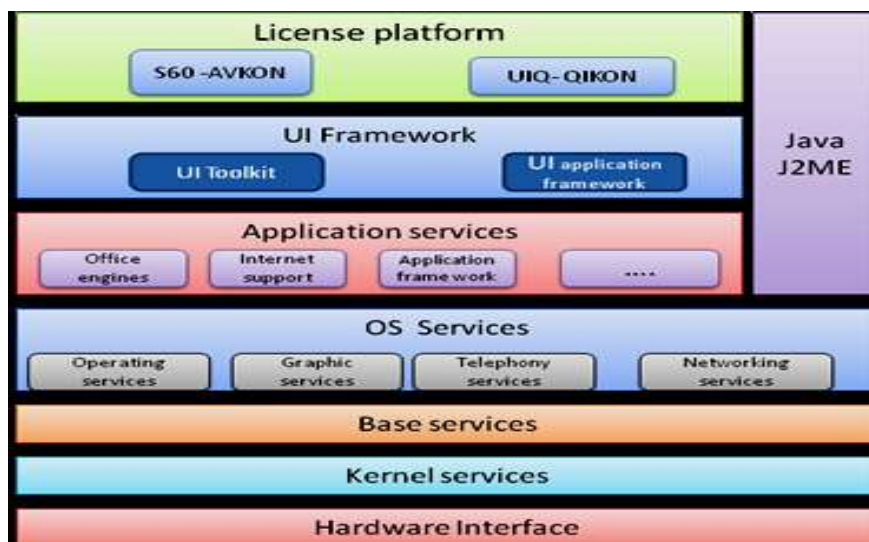 License platform
S60 -AVKON
UIQ- QIKON
UI Framework
UI Toolkit
UI application
framework
Java
J2ME
Application services
Office
engines
Internet
support
Application
framework
....
OS Services
Operating
services
Graphic
services
Telephony
services
Networking
services
Base services
Kernel services
Hardware Interface